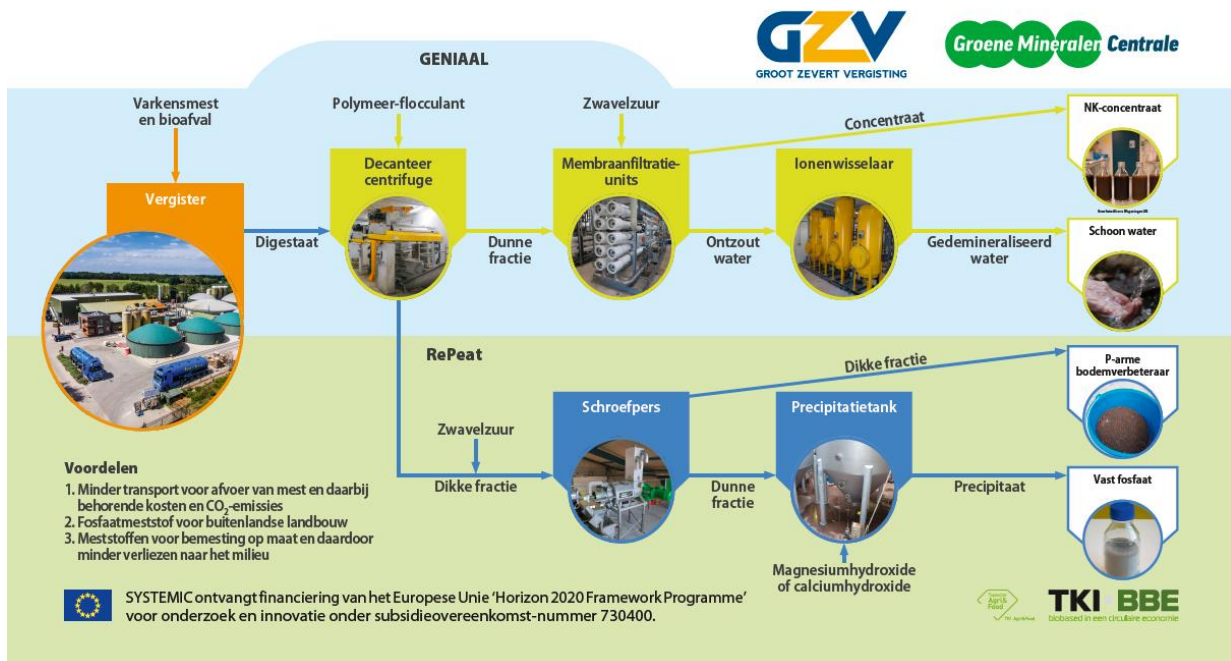 GENIAAL
GZV
GROOT ZEVERT VERGISTING
Groene Mineralen Centrale
Varkensmest
en bioafval
Polymeer-flocculant
Zwavelzuur
Concentraat
NK-concentraat
Vergister
Decanteer
centrifuge
Membraanfiltratie-
units
Ionenwisselaar
Digestaat
Dunne
fractie
Ontzout
water
Gedemineraliseerd
water
Schoon water
RePeat
Dikke fractie
P-arme
bodemverbeteraar
Schroefpers
Precipitatietank
Zwavelzuur
Dikke fractie
Dunne
fractie
Precipitaat
Vast fosfaat
Magnesiumhydroxide
of calciumhydroxide
Voordelen
1. Minder transport voor afvoer van mest en daarbij
behorende kosten en CO₂-emissies
2. Fosfaatmeststof voor buitenlandse landbouw
3. Meststoffen voor bemesting op maat en daardoor
minder verliezen naar het milieu
SYSTEMIC ontvangt financiering van het Europese Unie ‘Horizon 2020 Framework Programme’
voor onderzoek en innovatie onder subsidieovereenkomst-nummer 730400.
Agri&
Food
TKI BBE
biobased in een circulaire economie